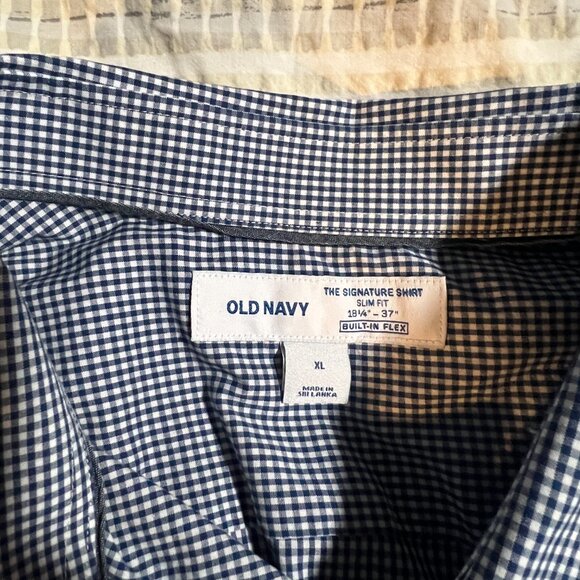 OLD NAVY
THE SIGNATURE SHIRT
SLIM FIT
18¼" - 37"
BUILT-IN FLEX
XL
MADE IN
SRI LANKA